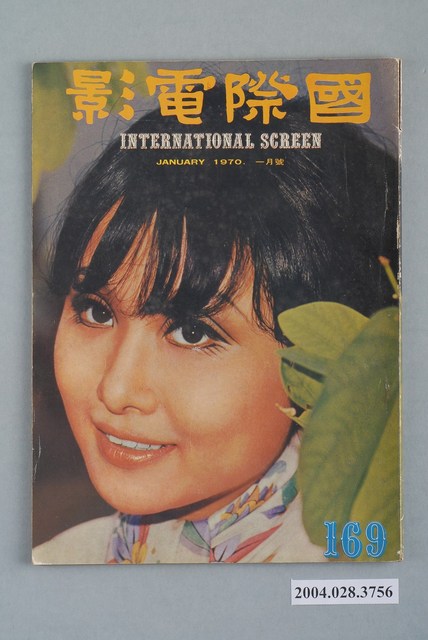 影電際國
INTERNATIONAL SCREEN
JANUARY 1970. 一月號
169
2004.028.3756